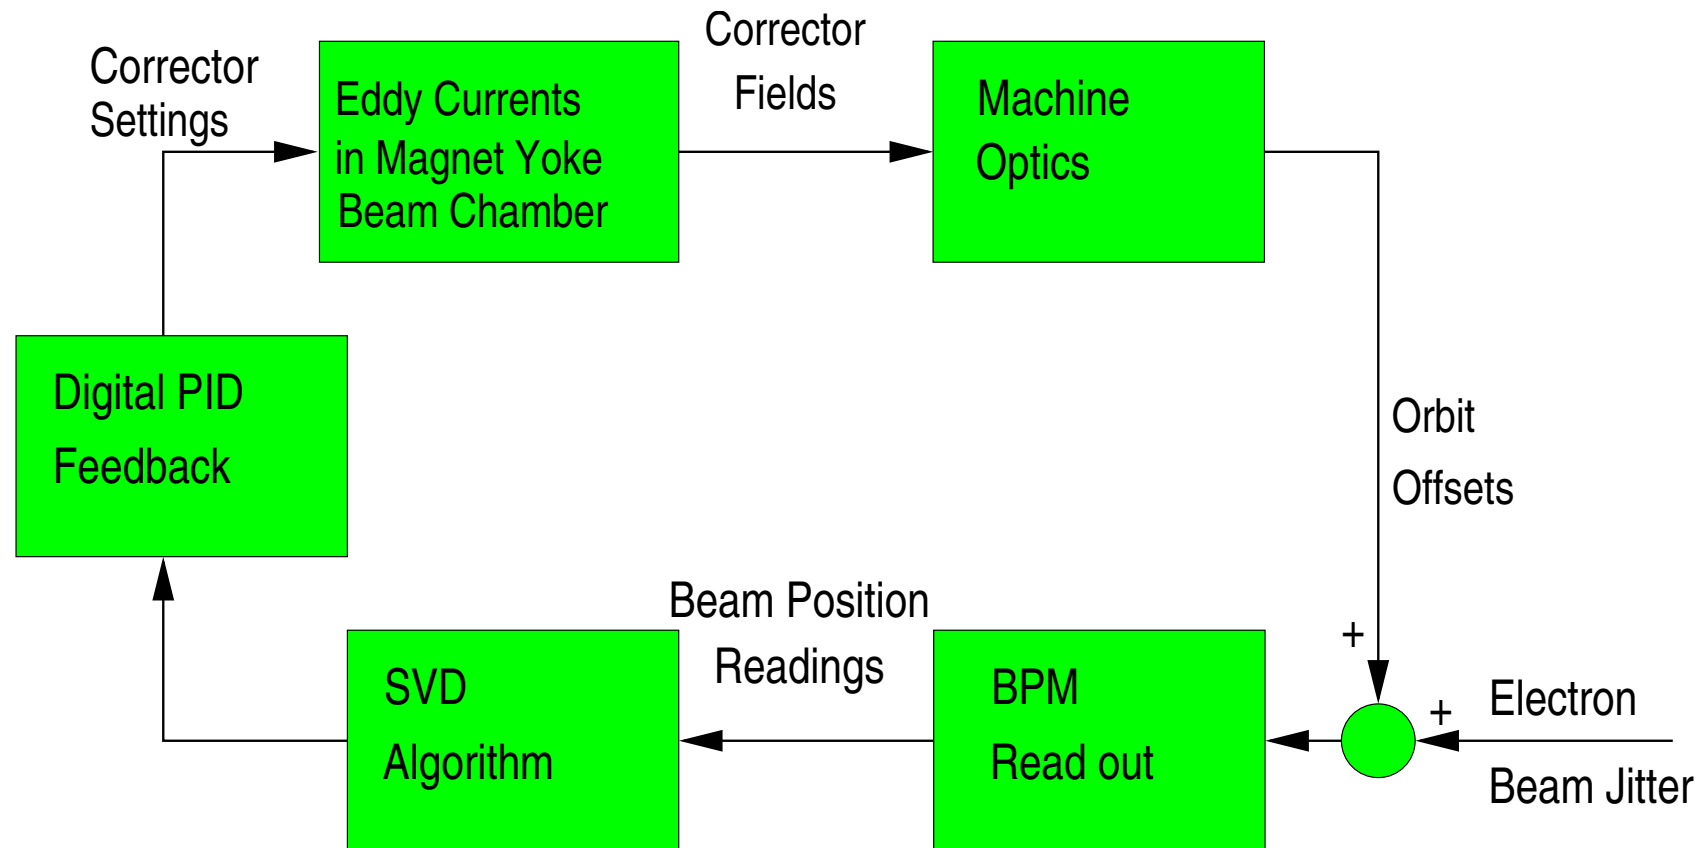 Corrector
Settings
Eddy Currents
in Magnet Yoke
Beam Chamber
Corrector
Fields
Machine
Optics
Digital PID
Feedback
Orbit
Offsets
Beam Position
Readings
SVD
Algorithm
BPM
Read out
+
+
Electron
Beam Jitter